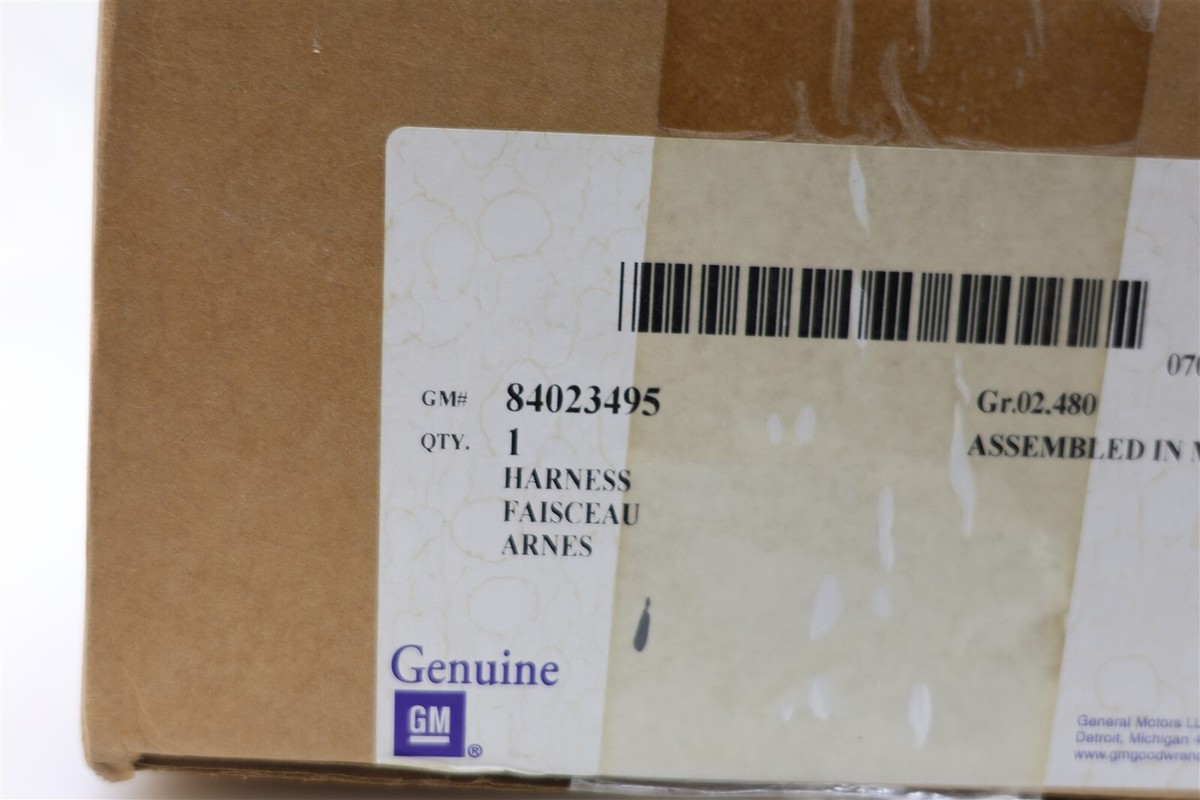 070
GM# 84023495 Gr.02.480
QTY. 1 ASSEMBLED IN
HARNESS
FAISCEAU
ARNES
Genuine
GM®
General Motors
Detroit, Michigan